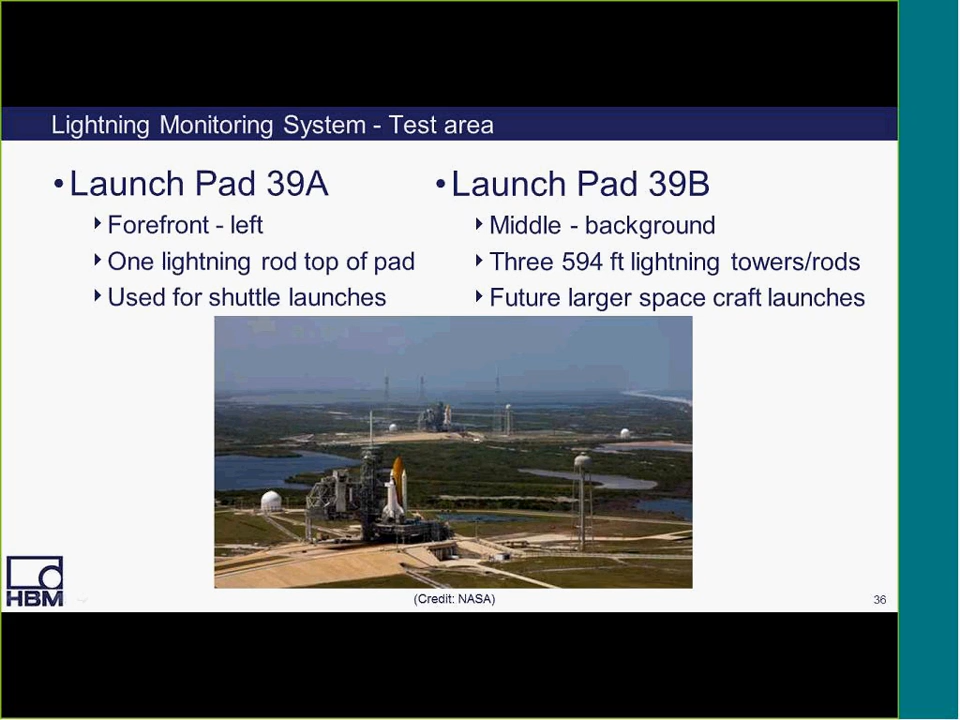 Lightning Monitoring System - Test area
• Launch Pad 39A
Forefront - left
One lightning rod top of pad
Used for shuttle launches
• Launch Pad 39B
Middle - background
Three 594 ft lightning towers/rods
Future larger space craft launches
HBM
(Credit: NASA)
36